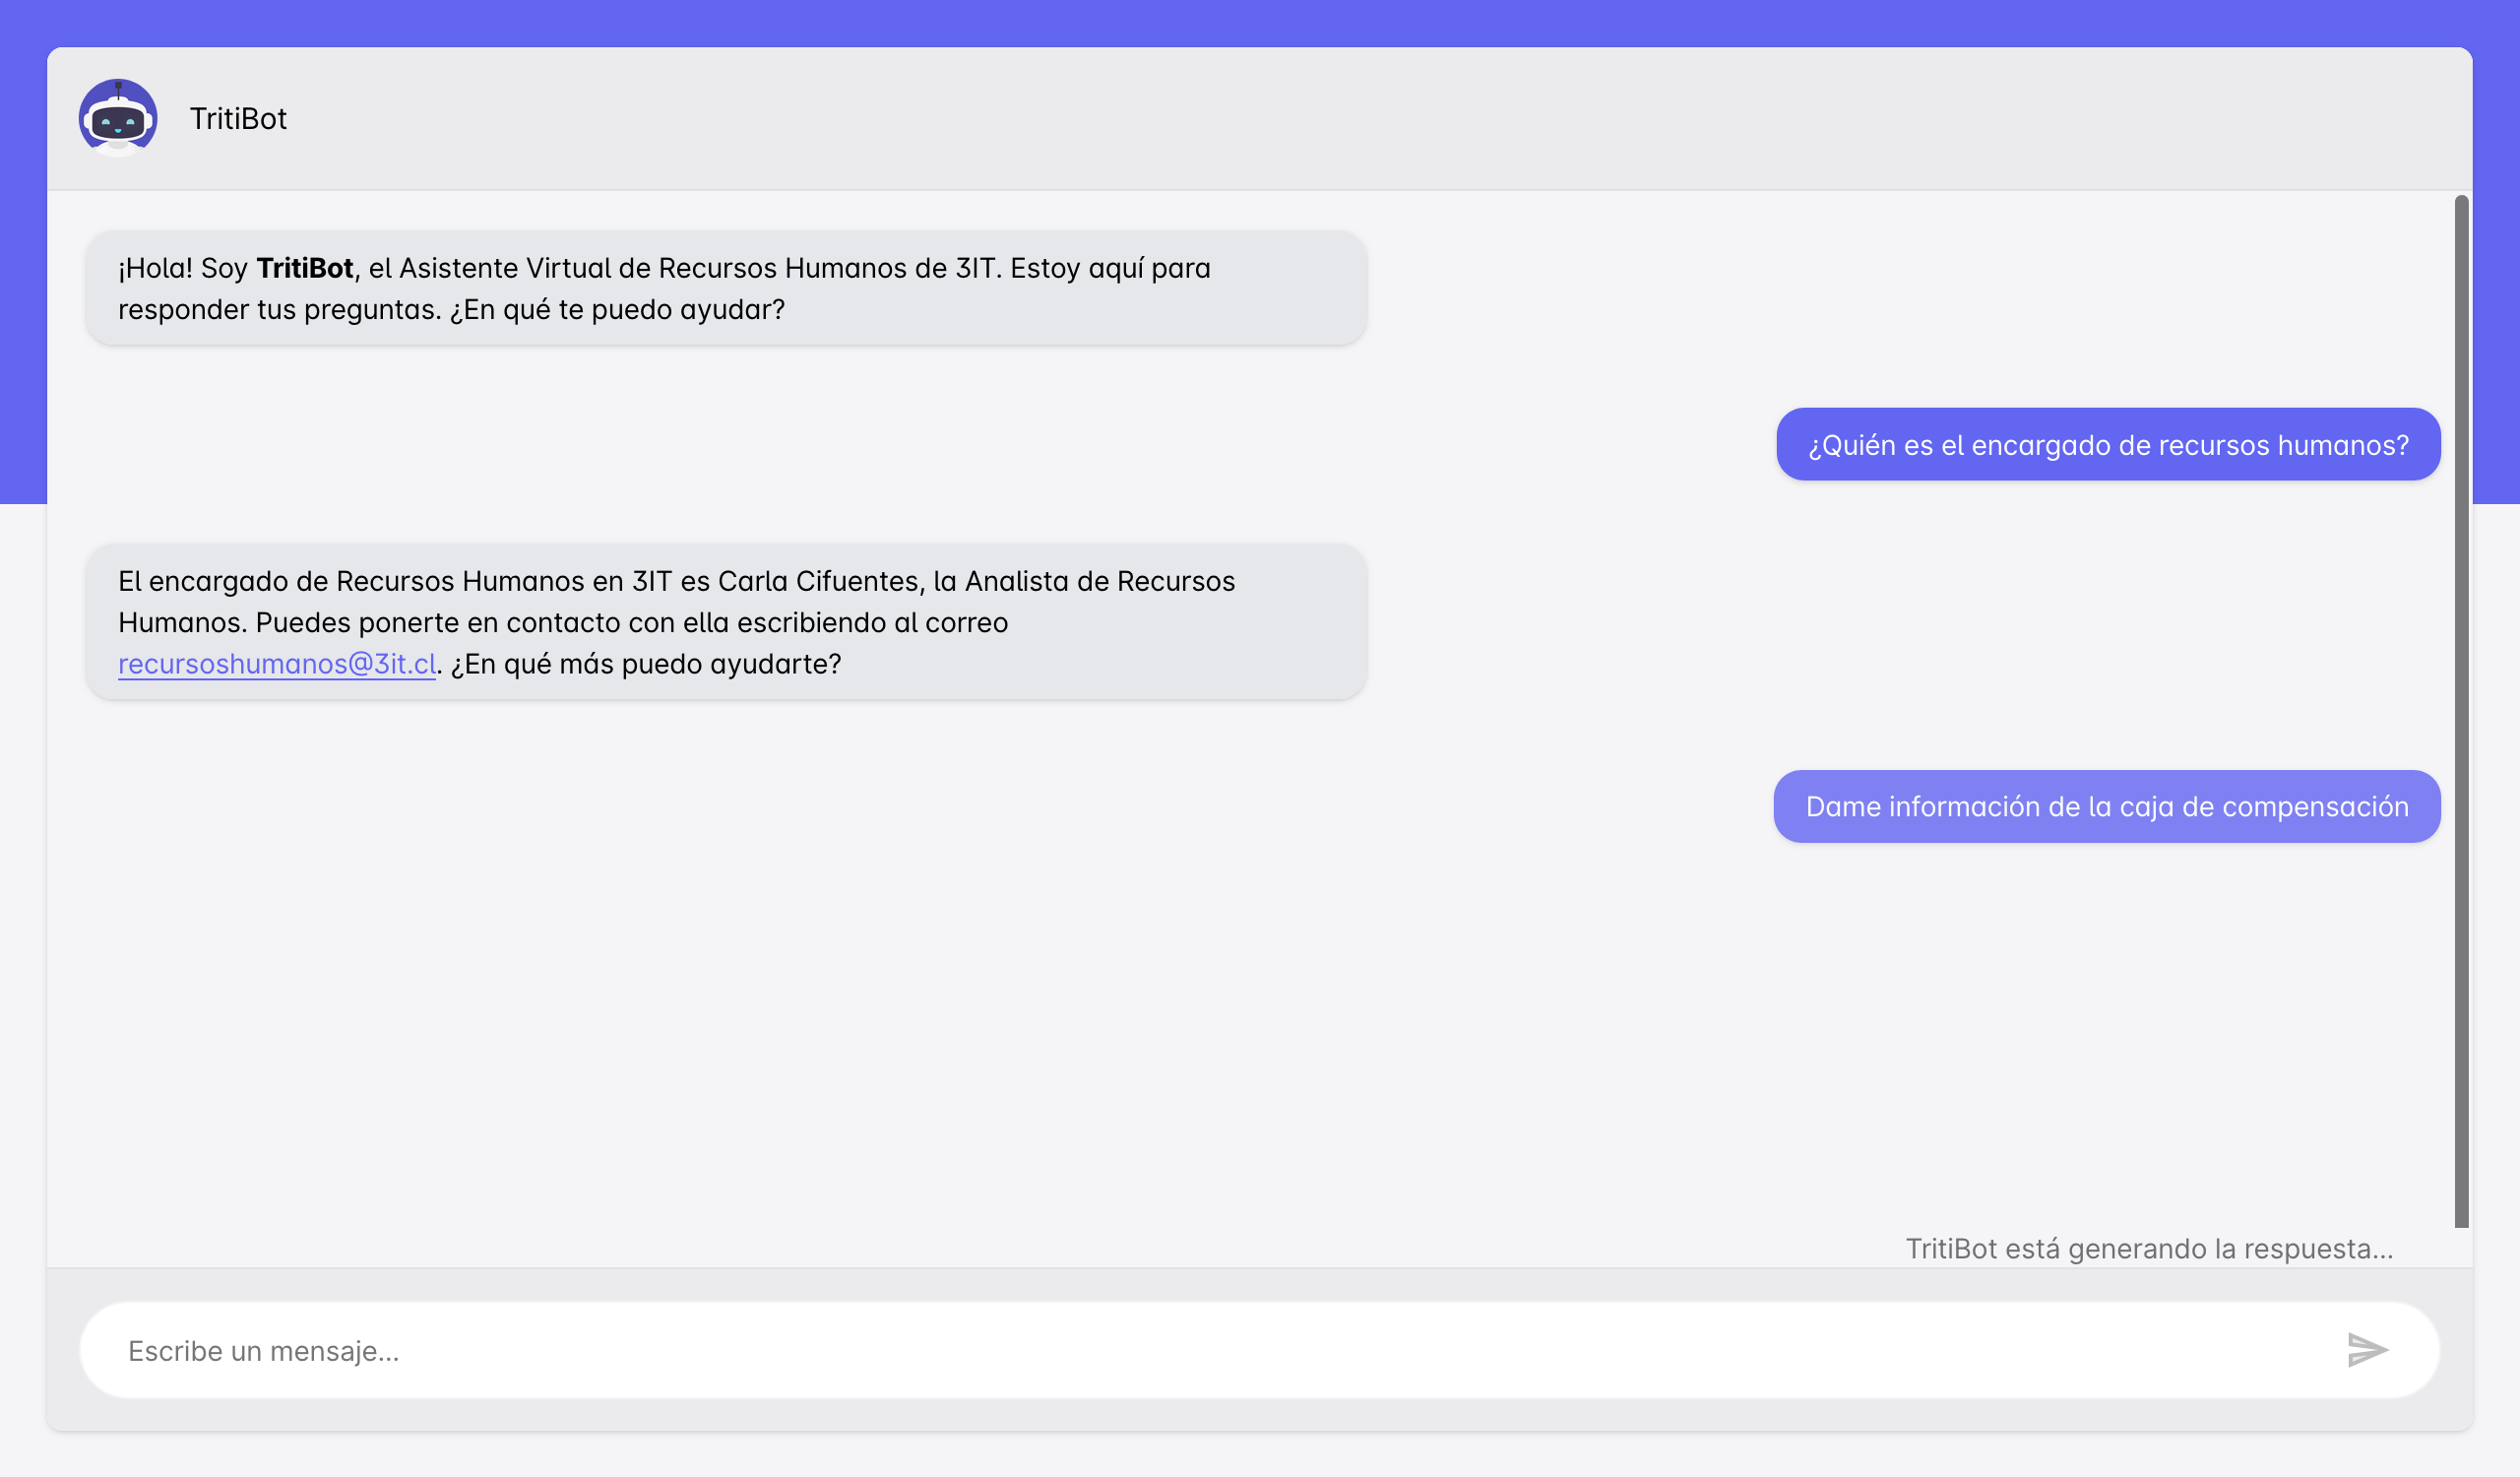 TritiBot
¡Hola! Soy TritiBot, el Asistente Virtual de Recursos Humanos de 3IT. Estoy aquí para
responder tus preguntas. ¿En qué te puedo ayudar?
¿Quién es el encargado de recursos humanos?
El encargado de Recursos Humanos en 3IT es Carla Cifuentes, la Analista de Recursos
Humanos. Puedes ponerte en contacto con ella escribiendo al correo
recursoshumanos@3it.cl. ¿En qué más puedo ayudarte?
Dame información de la caja de compensación
TritiBot está generando la respuesta...
Escribe un mensaje...